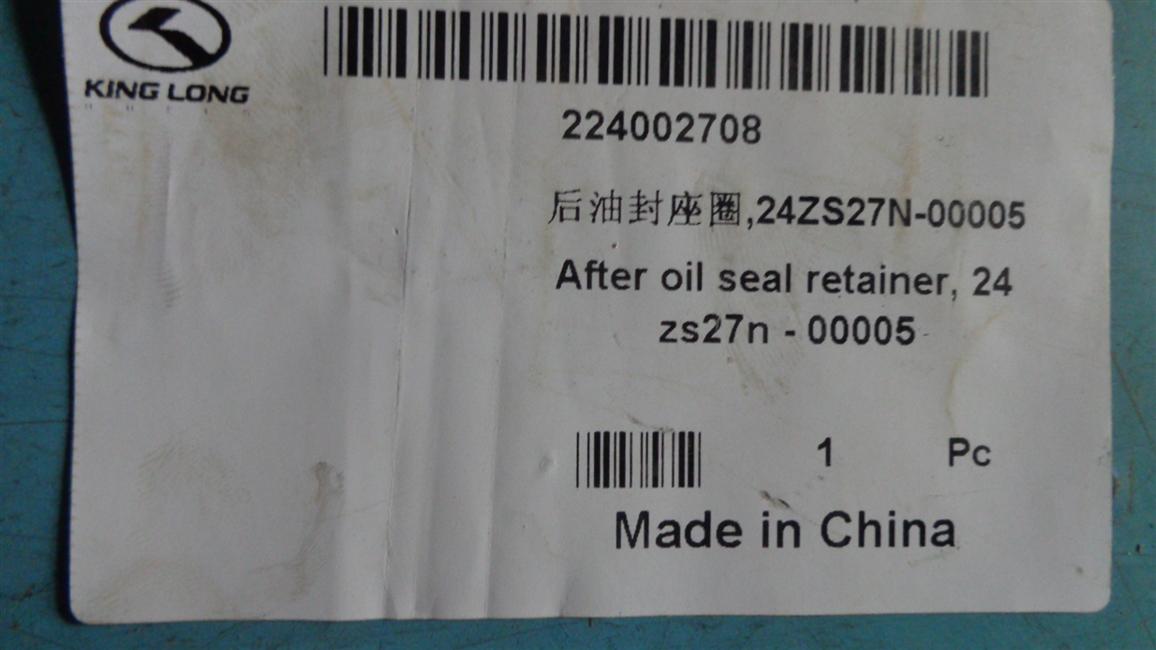 KING LONG
224002708
后油封座圈,24ZS27N-00005
After oil seal retainer, 24
zs27n - 00005
1 Pc
Made in China